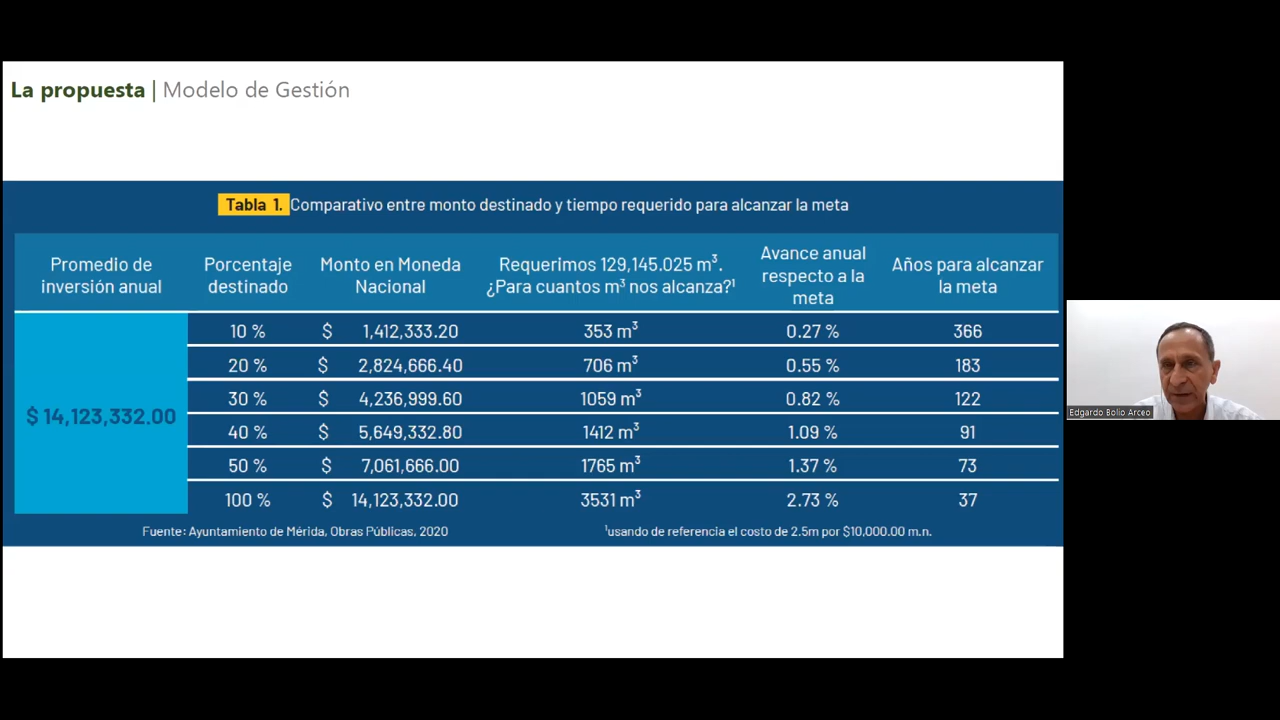 La propuesta | Modelo de Gestión
Tabla 1. Comparativo entre monto destinado y tiempo requerido para alcanzar la meta
Promedio de inversión anual
Porcentaje destinado
Monto en Moneda Nacional
Requerimos 129,145.025 m³. ¿Para cuantos m³ nos alcanza?¹
Avance anual respecto a la meta
Años para alcanzar la meta
$ 14,123,332.00
10 % $ 1,412,333.20 353 m³ 0.27 % 366
20 % $ 2,824,666.40 706 m³ 0.55 % 183
30 % $ 4,236,999.60 1059 m³ 0.82 % 122
40 % $ 5,649,332.80 1412 m³ 1.09 % 91
50 % $ 7,061,666.00 1765 m³ 1.37 % 73
100 % $ 14,123,332.00 3531 m³ 2.73 % 37
Fuente: Ayuntamiento de Mérida, Obras Públicas, 2020
¹usando de referencia el costo de 2.5m por $10,000.00 m.n.
Edgardo Bolio Arceo